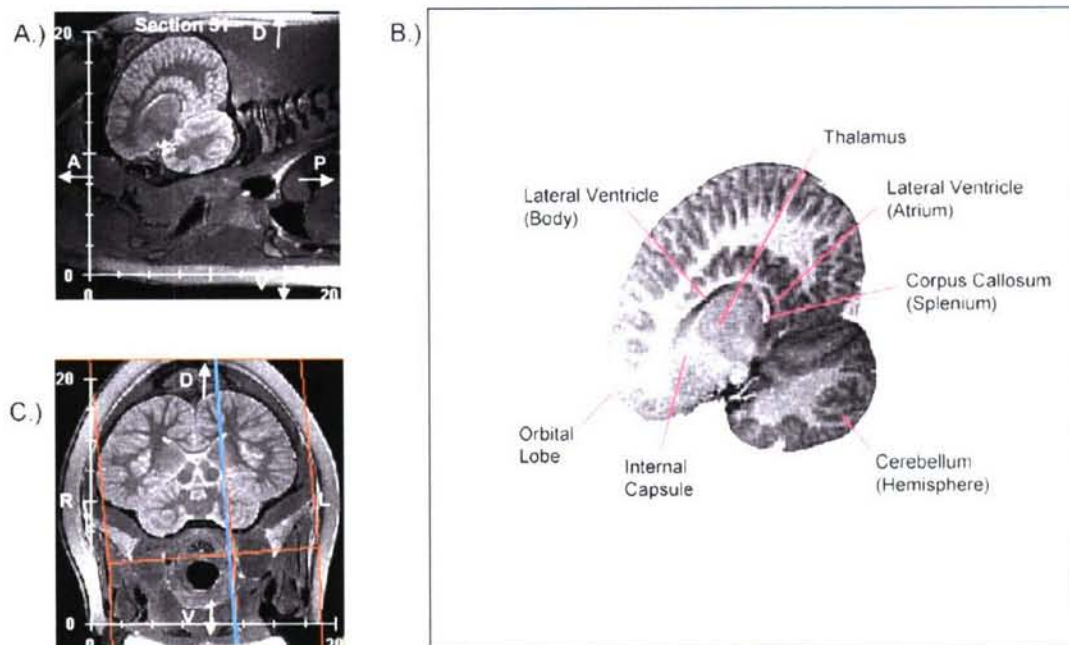 A.)
Section 51
D
20
A
P
0
0
V
20
B.)
Thalamus
Lateral Ventricle
(Body)
Lateral Ventricle
(Atrium)
Corpus Callosum
(Splenium)
Orbital
Lobe
Internal
Capsule
Cerebellum
(Hemisphere)
C.)
20
D
R
L
V
0
0
20